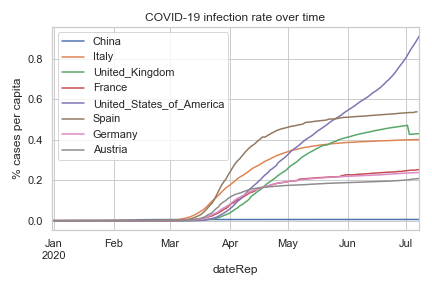 COVID-19 infection rate over time
% cases per capita
0.8
0.6
0.4
0.2
0.0
China
Italy
United_Kingdom
France
United_States_of_America
Spain
Germany
Austria
Jan Feb Mar Apr May Jun Jul
2020
dateRep